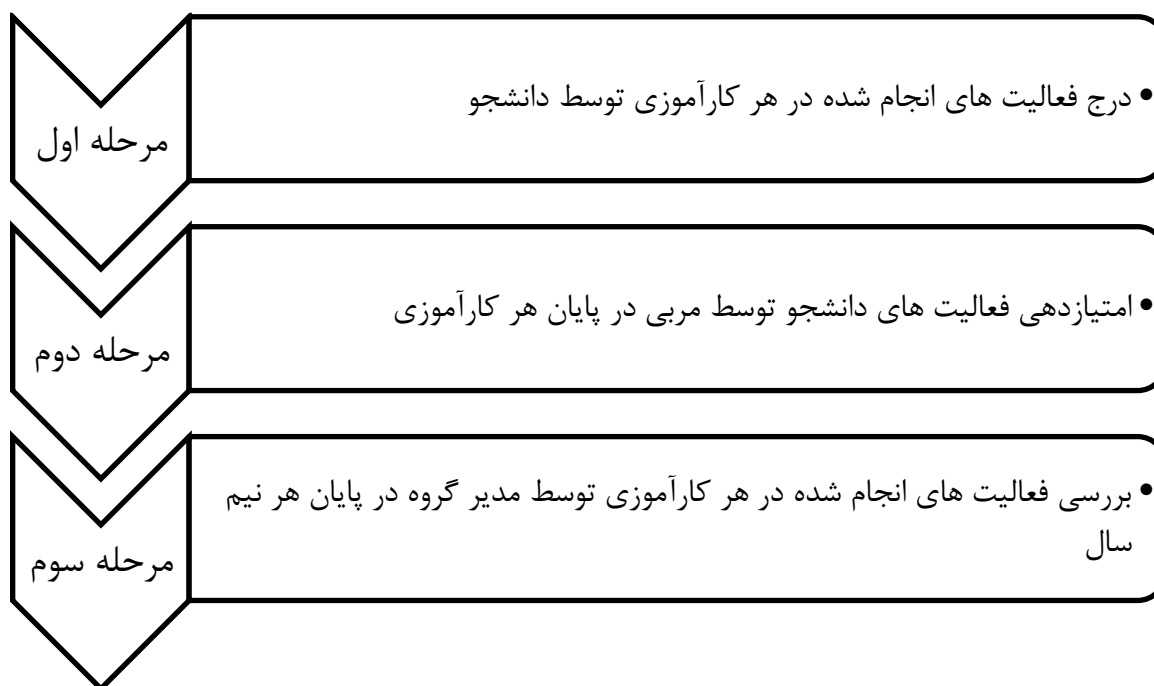 • درج فعالیت های انجام شده در هر کارآموزی توسط دانشجو
مرحله اول
• امتیازدهی فعالیت های دانشجو توسط مربی در پایان هر کارآموزی
مرحله دوم
• بررسی فعالیت های انجام شده در هر کارآموزی توسط مدیر گروه در پایان هر نیم
سال
مرحله سوم